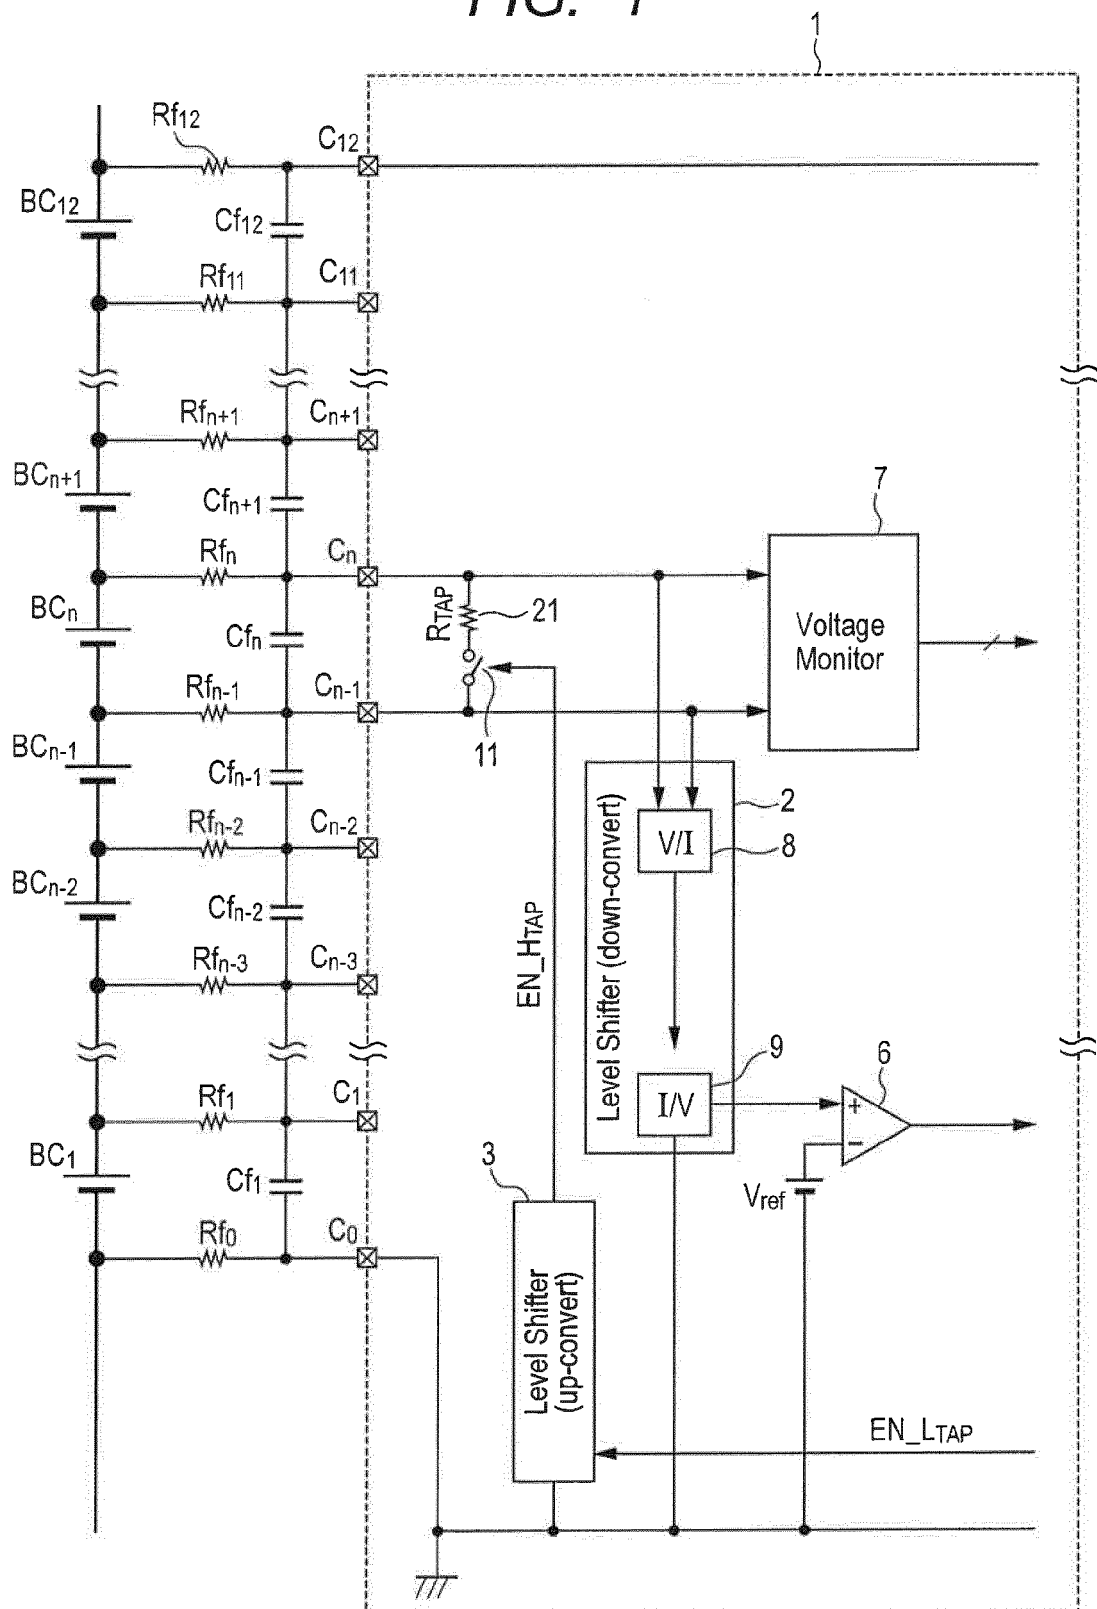 FIG. 1
1
Rf12
C12
BC12
Cf12
Rf11
C11
Rfn+1
Cn+1
BCn+1
Cfn+1
7
Rfn
Cn
BCn
Cfn
RTAP
21
Voltage
Monitor
Rfn-1
Cn-1
11
BCn-1
Cfn-1
2
V/I
8
Rfn-2
Cn-2
BCn-2
Cfn-2
EN_HTAP
Level Shifter (down-convert)
Rfn-3
Cn-3
9
6
I/V
+
−
Rf1
C1
BC1
Cf1
3
Vref
Rf0
C0
Level Shifter
(up-convert)
EN_LTAP